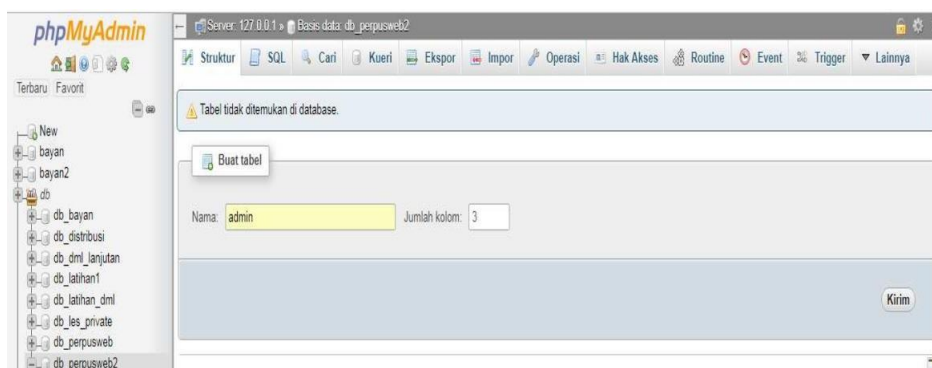 phpMyAdmin
Terbaru Favorit
New
bayan
bayan2
db
db_bayan
db_distribusi
db_dml_lanjutan
db_latihan1
db_latihan_dml
db_les_private
db_perpusweb
db_perpusweb2
Server: 127.0.0.1 » Basis data: db_perpusweb2
Struktur SQL Cari Kueri Ekspor Impor Operasi Hak Akses Routine Event Trigger Lainnya
Tabel tidak ditemukan di database.
Buat tabel
Nama: admin Jumlah kolom: 3
Kirim